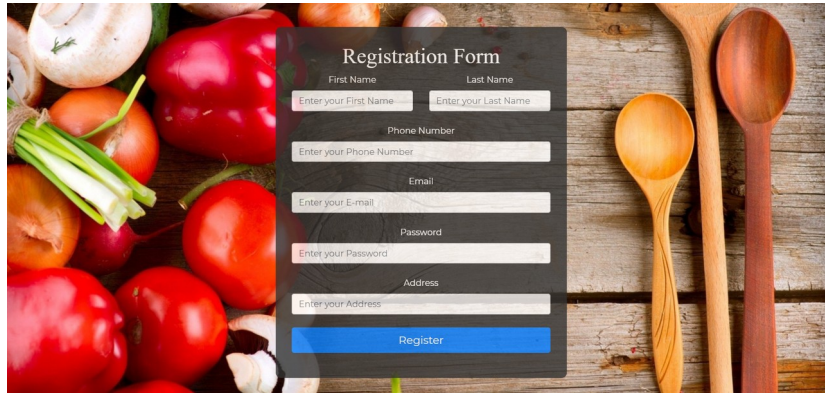 Registration Form
First Name Last Name
Enter your First Name Enter your Last Name
Phone Number
Enter your Phone Number
Email
Enter your E-mail
Password
Enter your Password
Address
Enter your Address
Register